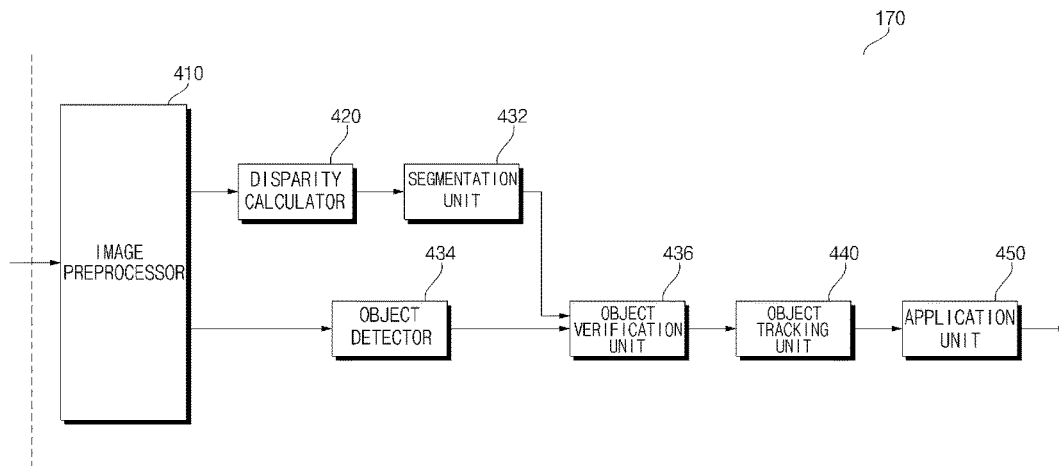 170
410
420
432
DISPARITY
CALCULATOR
SEGMENTATION
UNIT
IMAGE
PREPROCESSOR
434
436
440
450
OBJECT
DETECTOR
OBJECT
VERIFICATION
UNIT
OBJECT
TRACKING
UNIT
APPLICATION
UNIT